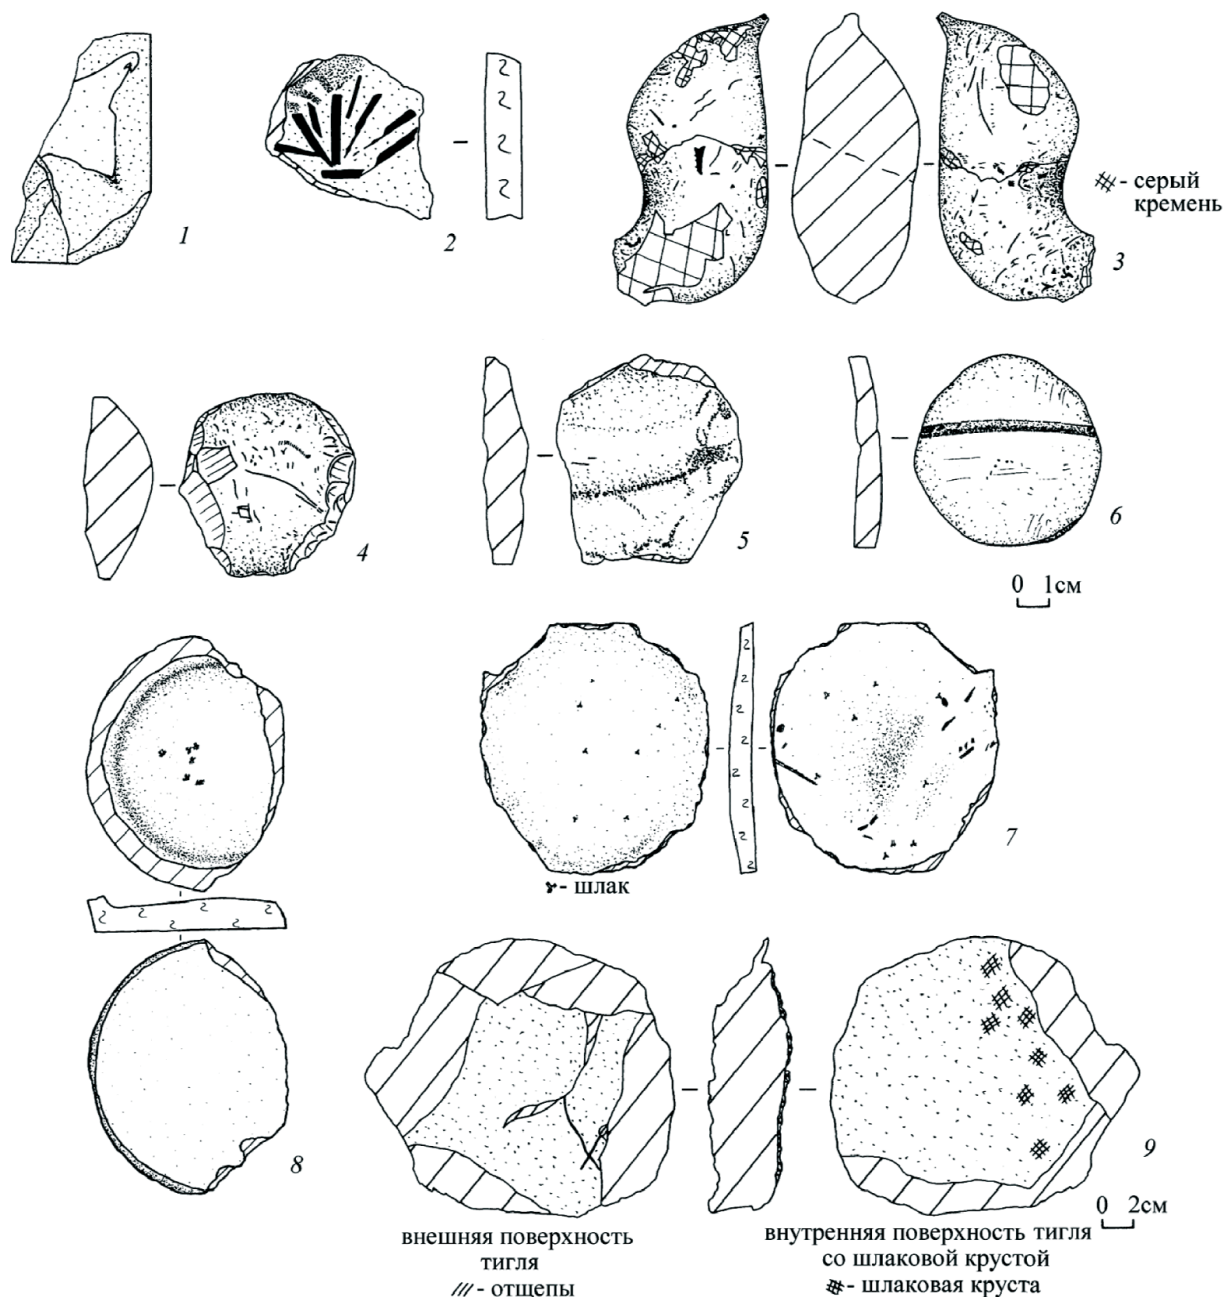 1
2
3
- серый
кремень
4
5
6
0 1см
7
- шлак
8
9
0 2см
внешняя поверхность
тигля
- отщепы
внутренняя поверхность тигля
со шлаковой крустой
- шлаковая круста